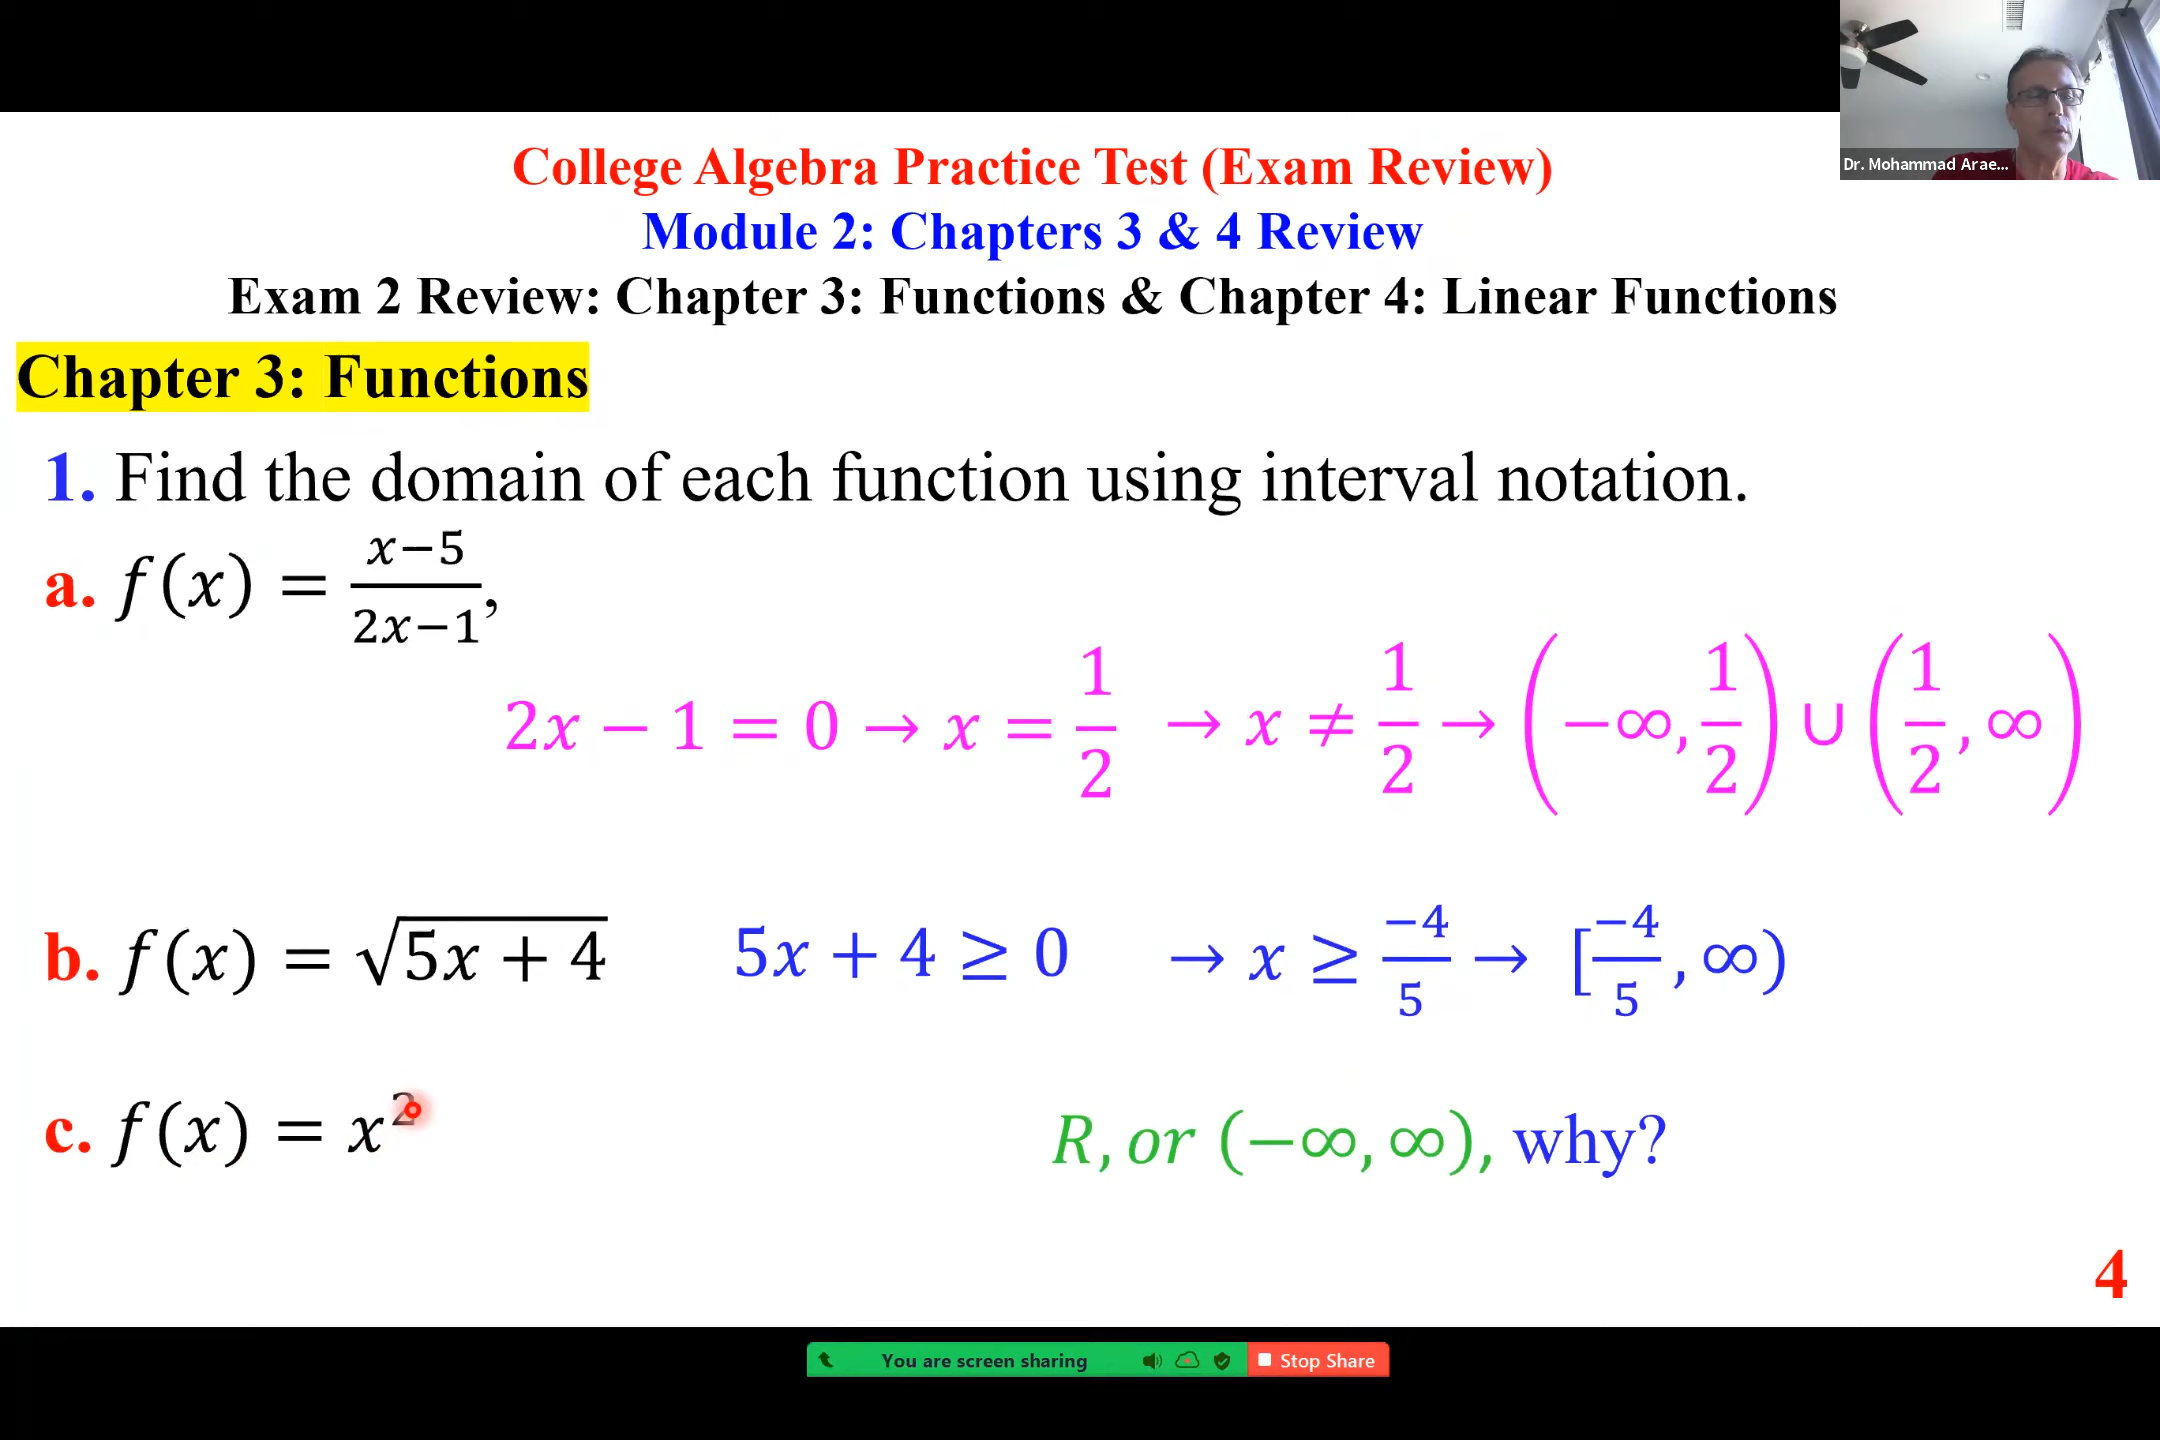 Dr. Mohammad Arae...
College Algebra Practice Test (Exam Review)
Module 2: Chapters 3 & 4 Review
Exam 2 Review: Chapter 3: Functions & Chapter 4: Linear Functions
Chapter 3: Functions
1. Find the domain of each function using interval notation.
a. f(x) = (x−5)/(2x−1),
2x − 1 = 0 → x = 1/2 → x ≠ 1/2 → (−∞, 1/2) ∪ (1/2, ∞)
b. f(x) = √(5x + 4) 5x + 4 ≥ 0 → x ≥ −4/5 → [−4/5, ∞)
c. f(x) = x² R, or (−∞, ∞), why?
4
You are screen sharing Stop Share